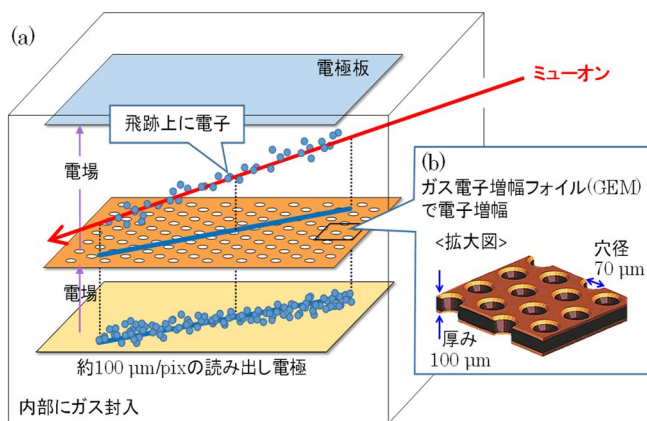 (a)
電極板
ミューオン
飛跡上に電子
電場
(b)
ガス電子増幅フォイル(GEM)
で電子増幅
<拡大図>
穴径
70 μm
電場
厚み
100 μm
約100 μm/pixの読み出し電極
内部にガス封入